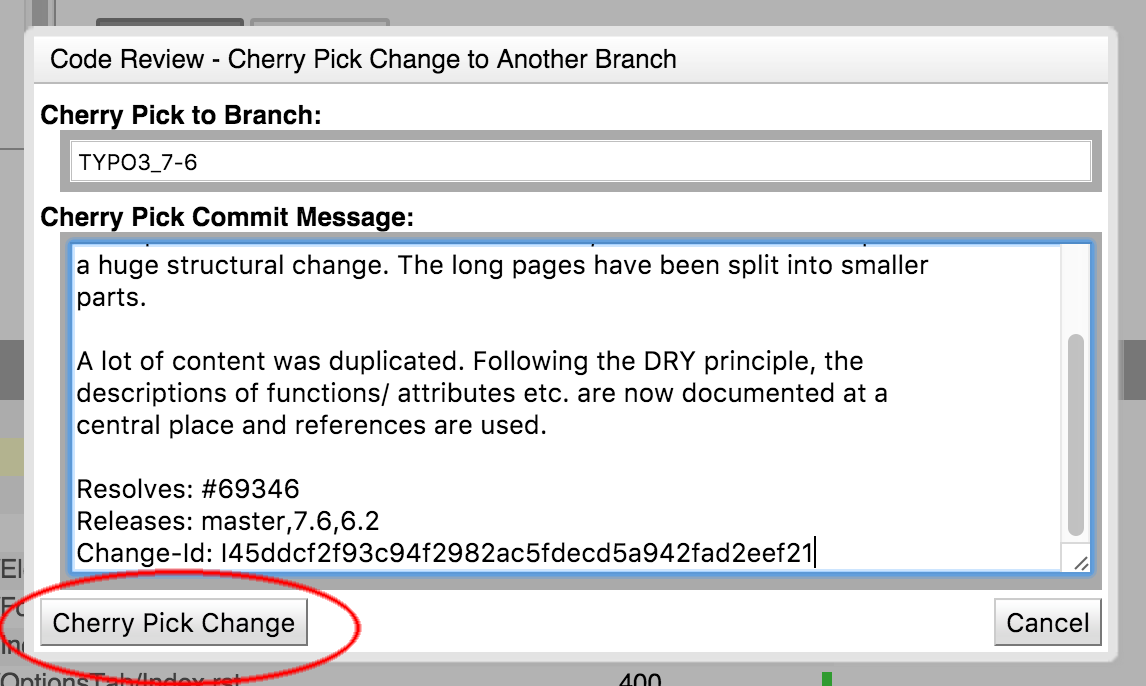 Code Review - Cherry Pick Change to Another Branch
Cherry Pick to Branch:
TYPO3_7-6
Cherry Pick Commit Message:
a huge structural change. The long pages have been split into smaller
parts.
A lot of content was duplicated. Following the DRY principle, the
descriptions of functions/ attributes etc. are now documented at a
central place and references are used.
Resolves: #69346
Releases: master,7.6,6.2
Change-Id: I45ddcf2f93c94f2982ac5fdecd5a942fad2eef21
Cherry Pick Change
Cancel
OptionsTab/Index.rst
400